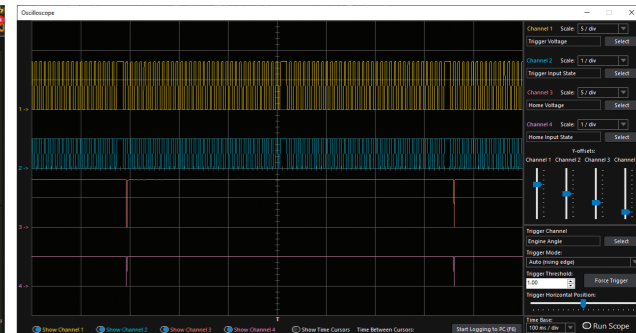 Oscilloscope
Channel 1 Scale: 5 / div
Trigger Voltage Select
Channel 2 Scale: 1 / div
Trigger Input State Select
Channel 3 Scale: 5 / div
Home Voltage Select
Channel 4 Scale: 1 / div
Home Input State Select
Y-offsets:
Channel 1 Channel 2 Channel 3 Channel 4
1 ->
2 ->
3 ->
4 ->
T
Trigger Channel
Engine Angle Select
Trigger Mode:
Auto (rising edge)
Trigger Threshold:
1.00 Force Trigger
Trigger Horizontal Position:
Time Base:
100 ms / div Run Scope
Show Channel 1 Show Channel 2 Show Channel 3 Show Channel 4 Show Time Cursors Time Between Cursors: Start Logging to PC (F6)